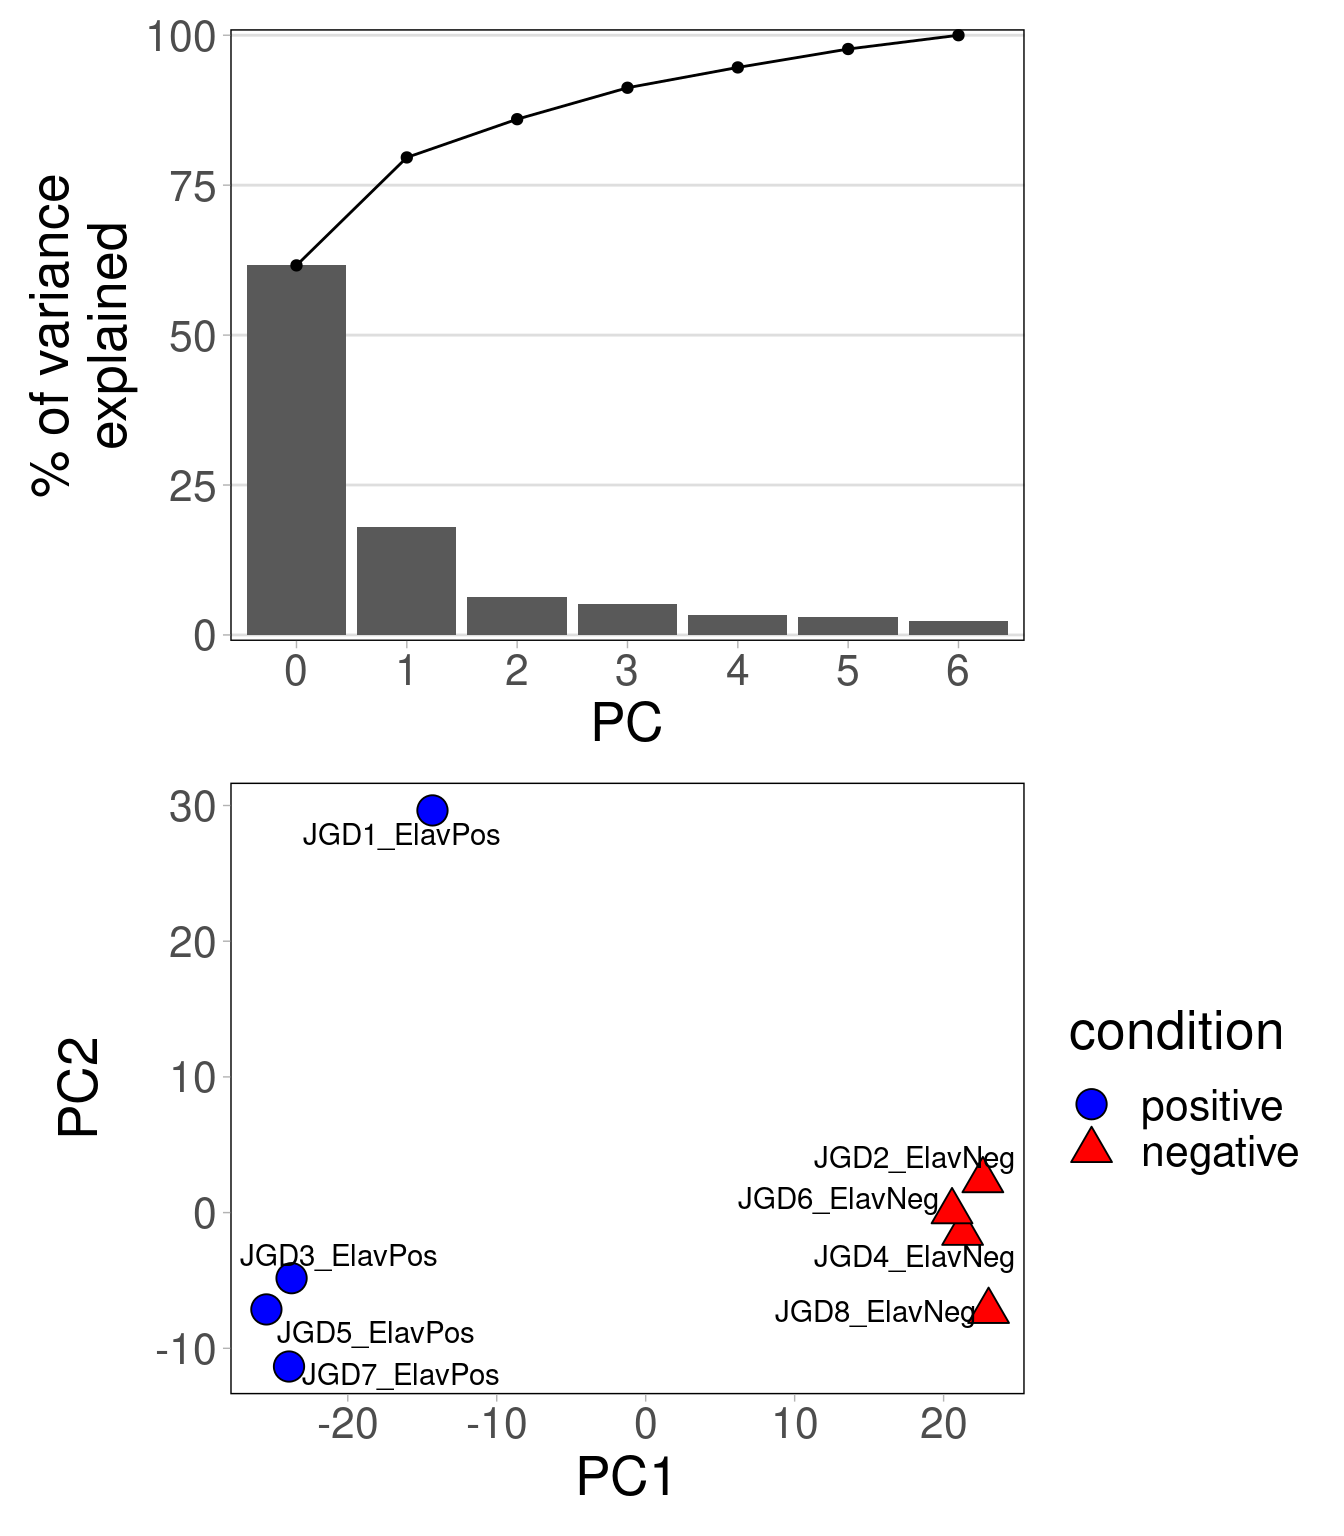 100
75
50
25
0
% of variance
explained
0 1 2 3 4 5 6
PC
30
20
10
0
-10
PC2
JGD1_ElavPos
JGD2_ElavNeg
JGD6_ElavNeg
JGD3_ElavPos
JGD4_ElavNeg
JGD8_ElavNeg
JGD5_ElavPos
JGD7_ElavPos
-20 -10 0 10 20
PC1
condition
positive
negative